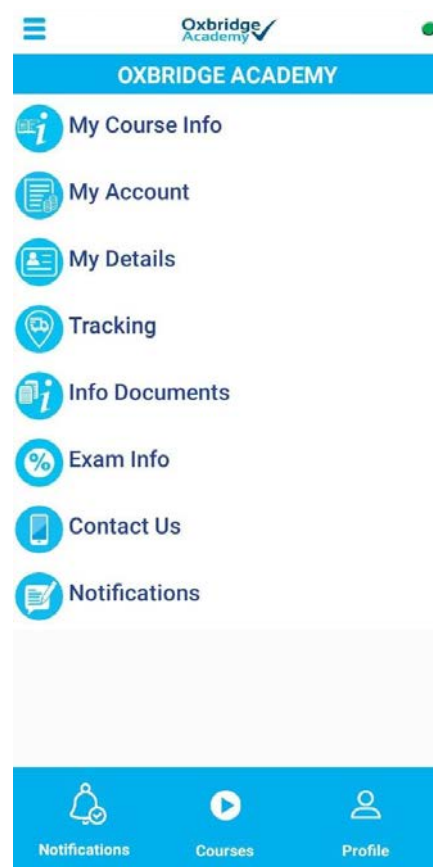 Oxbridge
Academy
OXBRIDGE ACADEMY
My Course Info
My Account
My Details
Tracking
Info Documents
% Exam Info
Contact Us
Notifications
Notifications Courses Profile